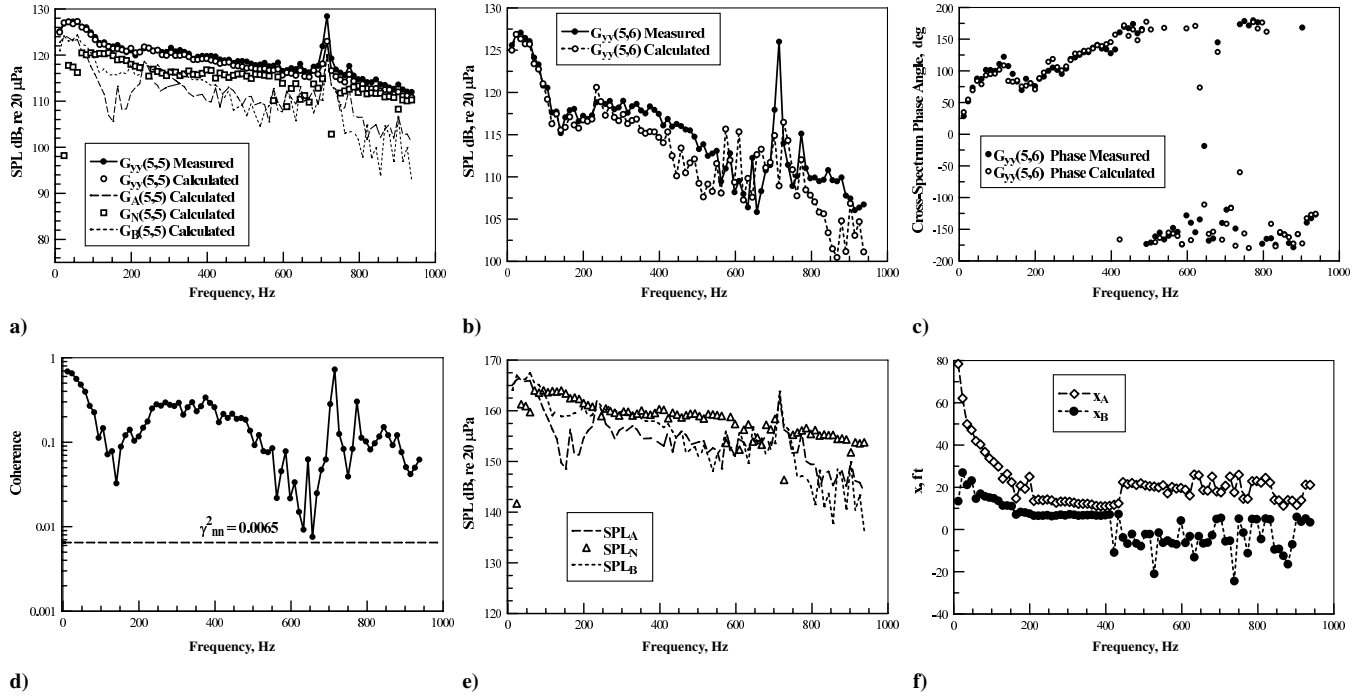 130
120
110
100
90
80
SPL dB, re 20 μPa
Gyy(5,5) Measured
Gyy(5,5) Calculated
GA(5,5) Calculated
GN(5,5) Calculated
GB(5,5) Calculated
0 200 400 600 800 1000
Frequency, Hz
a)
130
125
120
115
110
105
100
SPL dB, re 20 μPa
Gyy(5,6) Measured
Gyy(5,6) Calculated
0 200 400 600 800 1000
Frequency, Hz
b)
200
150
100
50
0
-50
-100
-150
-200
Cross-Spectrum Phase Angle, deg
Gyy(5,6) Phase Measured
Gyy(5,6) Phase Calculated
0 200 400 600 800 1000
Frequency, Hz
c)
1
0.1
0.01
0.001
Coherence
γ²nn = 0.0065
0 200 400 600 800 1000
Frequency, Hz
d)
170
160
150
140
130
120
SPL dB, re 20 μPa
SPLA
SPLN
SPLB
0 200 400 600 800 1000
Frequency, Hz
e)
80
60
40
20
0
-20
-40
x, ft
xA
xB
0 200 400 600 800 1000
Frequency, Hz
f)